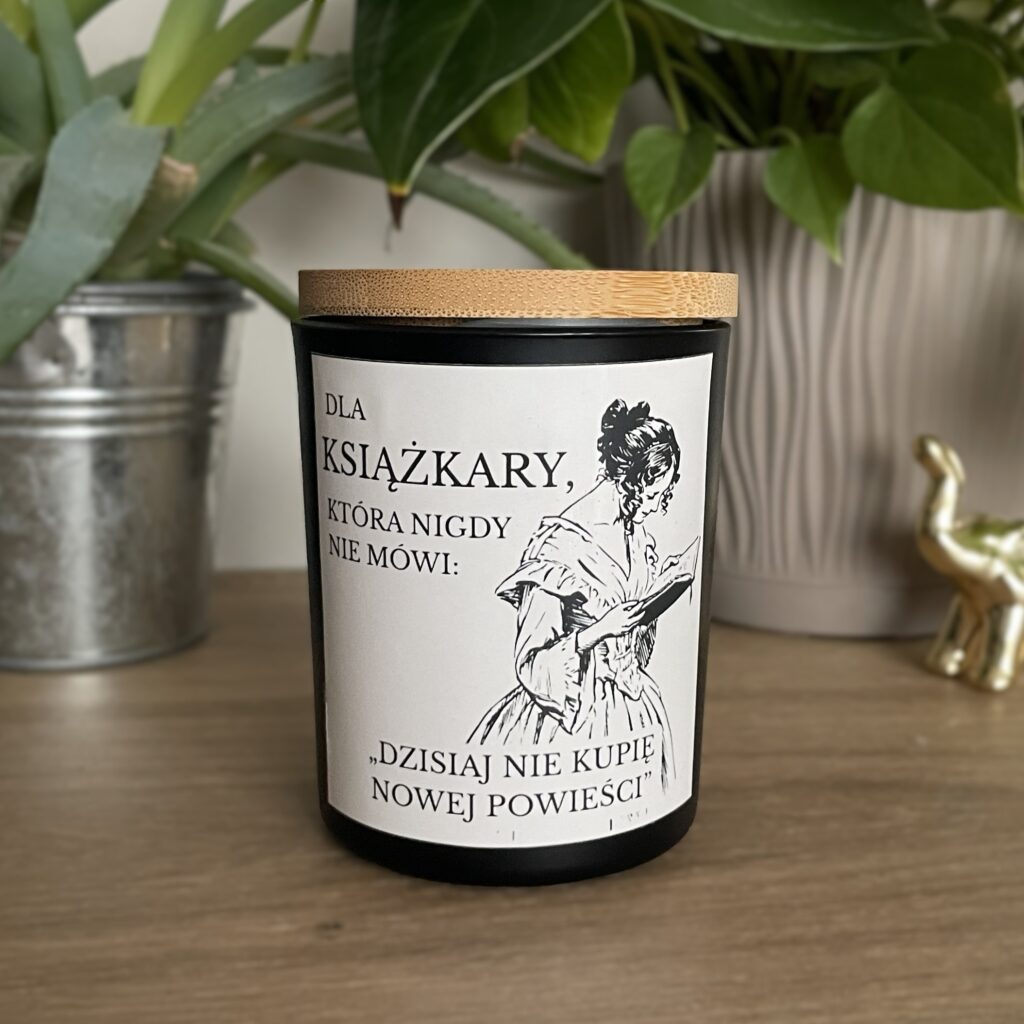 DLA
KSIĄŻKARY,
KTÓRA NIGDY
NIE MÓWI:
„DZISIAJ NIE KUPIĘ
NOWEJ POWIEŚCI”